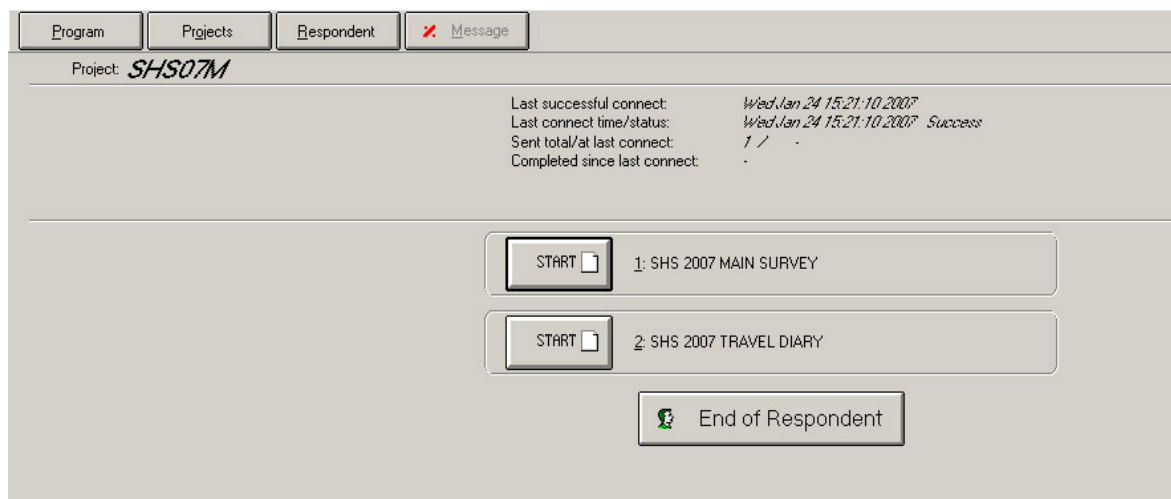 Program Projects Respondent Message
Project: SHS07M
Last successful connect: Wed Jan 24 15:21:10 2007
Last connect time/status: Wed Jan 24 15:21:10 2007 Success
Sent total/at last connect: 1 / -
Completed since last connect: -
START 1: SHS 2007 MAIN SURVEY
START 2: SHS 2007 TRAVEL DIARY
End of Respondent